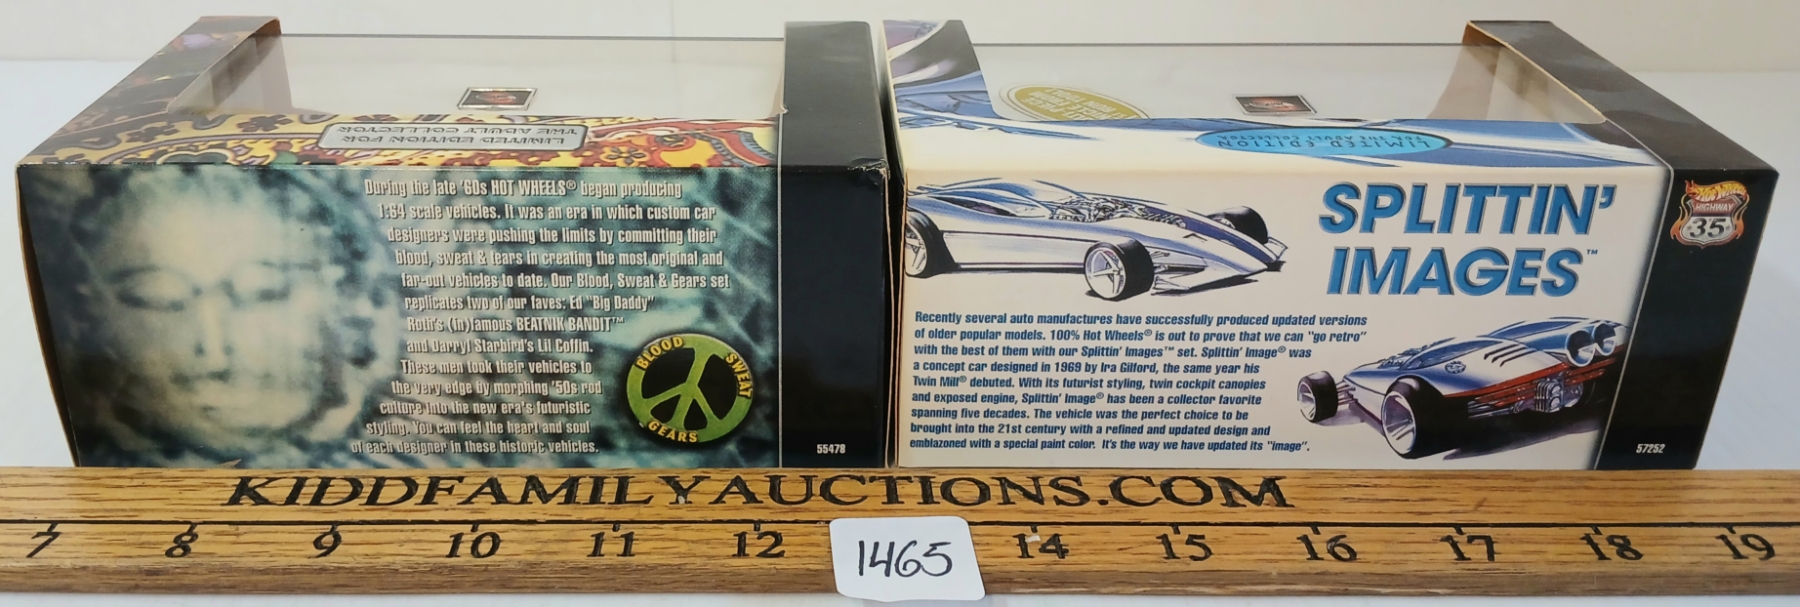 LIMITED EDITION FOR
THE ADULT COLLECTOR
During the late '60s HOT WHEELS® began producing
1:64 scale vehicles. It was an era in which custom car
designers were pushing the limits by committing their
blood, sweat & tears in creating the most original and
far-out vehicles to date. Our Blood, Sweat & Gears set
replicates two of our faves: Ed "Big Daddy"
Roth's (in)famous BEATNIK BANDIT™
and Darryl Starbird's Lil Coffin.
These men took their vehicles to
the very edge by morphing '50s rod
culture into the new era's futuristic
styling. You can feel the heart and soul
of each designer in these historic vehicles.
BLOOD SWEAT GEARS
55478
LIMITED EDITION
FOR THE ADULT COLLECTOR
SPLITTIN'
IMAGES™
Hot Wheels
HIGHWAY
35
Recently several auto manufactures have successfully produced updated versions
of older popular models. 100% Hot Wheels® is out to prove that we can "go retro"
with the best of them with our Splittin' Images™ set. Splittin' Image® was
a concept car designed in 1969 by Ira Gilford, the same year his
Twin Mill® debuted. With its futurist styling, twin cockpit canopies
and exposed engine, Splittin' Image® has been a collector favorite
spanning five decades. The vehicle was the perfect choice to be
brought into the 21st century with a refined and updated design and
emblazoned with a special paint color. It's the way we have updated its "image".
57252
KIDDFAMILYAUCTIONS.COM
7 8 9 10 11 12 14 15 16 17 18 19
1465